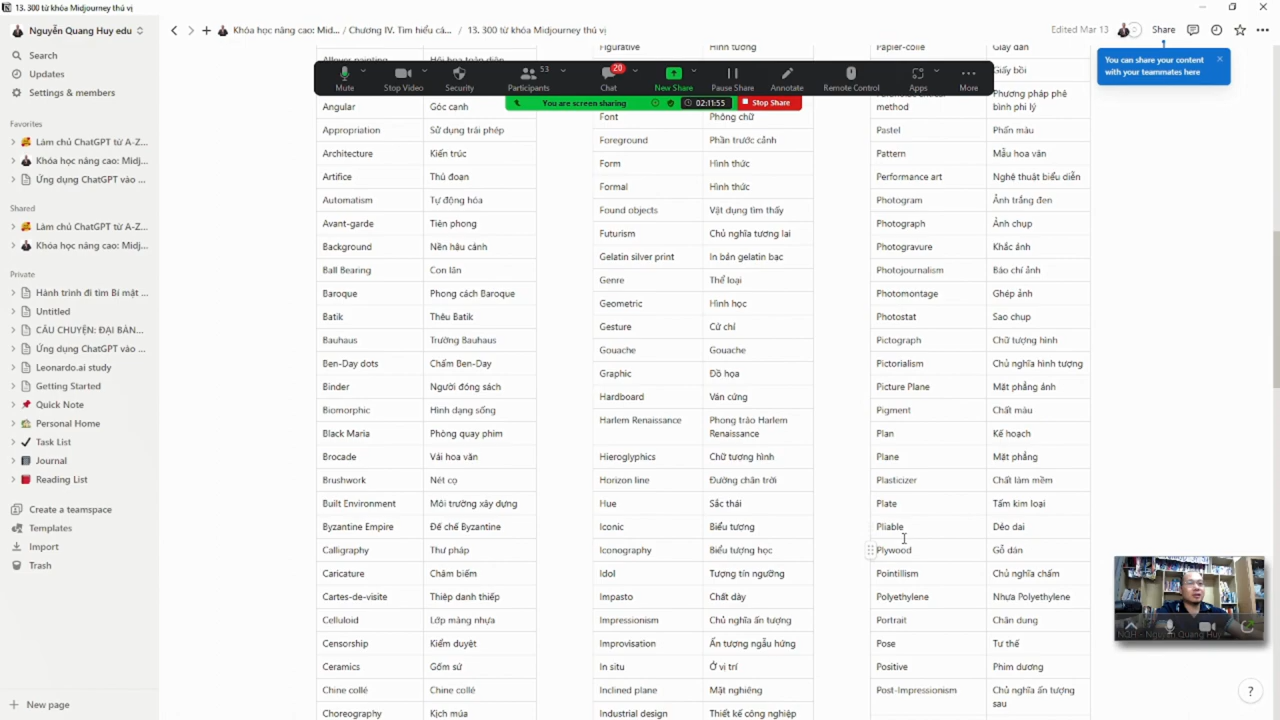 13. 300 từ khóa Midjourney thú vị
Nguyễn Quang Huy edu
Khóa học nâng cao: Mid... / Chương IV. Tìm hiểu cá... / 13. 300 từ khóa Midjourney thú vị
Edited Mar 13
Share
You can share your content
with your teammates here
Search
Updates
Settings & members
Favorites
Làm chủ ChatGPT từ A-Z...
Khóa học nâng cao: Midj...
Ứng dụng ChatGPT vào ...
Shared
Làm chủ ChatGPT từ A-Z...
Khóa học nâng cao: Midj...
Private
Hành trình đi tìm Bí mật ...
Untitled
CÂU CHUYỆN: ĐẠI BÀN...
Ứng dụng ChatGPT vào ...
Leonardo.ai study
Getting Started
Quick Note
Personal Home
Task List
Journal
Reading List
Create a teamspace
Templates
Import
Trash
New page
Mute
Stop Video
Security
Participants 53
Chat 20
New Share
Pause Share
Annotate
Remote Control
Apps
More
You are screen sharing
02:11:55
Stop Share
Angular Góc cạnh
Appropriation Sử dụng trái phép
Architecture Kiến trúc
Artifice Thủ đoạn
Automatism Tự động hóa
Avant-garde Tiên phong
Background Nền hậu cảnh
Ball Bearing Con lăn
Baroque Phong cách Baroque
Batik Thêu Batik
Bauhaus Trường Bauhaus
Ben-Day dots Chấm Ben-Day
Binder Người đóng sách
Biomorphic Hình dạng sống
Black Maria Phòng quay phim
Brocade Vải hoa văn
Brushwork Nét cọ
Built Environment Môi trường xây dựng
Byzantine Empire Đế chế Byzantine
Calligraphy Thư pháp
Caricature Châm biếm
Cartes-de-visite Thiệp danh thiếp
Celluloid Lớp màng nhựa
Censorship Kiểm duyệt
Ceramics Gốm sứ
Chine collé Chine collé
Choreography Kịch múa
Figurative Hình tượng
Font Phông chữ
Foreground Phần trước cảnh
Form Hình thức
Formal Hình thức
Found objects Vật dụng tìm thấy
Futurism Chủ nghĩa tương lai
Gelatin silver print In bản gelatin bạc
Genre Thể loại
Geometric Hình học
Gesture Cử chỉ
Gouache Gouache
Graphic Đồ họa
Hardboard Ván cứng
Harlem Renaissance Phong trào Harlem
Renaissance
Hieroglyphics Chữ tượng hình
Horizon line Đường chân trời
Hue Sắc thái
Iconic Biểu tượng
Iconography Biểu tượng học
Idol Tượng tín ngưỡng
Impasto Chất dày
Impressionism Chủ nghĩa ấn tượng
Improvisation Ấn tượng ngẫu hứng
In situ Ở vị trí
Inclined plane Mặt nghiêng
Industrial design Thiết kế công nghiệp
Papier-collé Giấy dán
Giấy bồi
Phương pháp phê
method bình phi lý
Pastel Phấn màu
Pattern Mẫu hoa văn
Performance art Nghệ thuật biểu diễn
Photogram Ảnh trắng đen
Photograph Ảnh chụp
Photogravure Khắc ảnh
Photojournalism Báo chí ảnh
Photomontage Ghép ảnh
Photostat Sao chụp
Pictograph Chữ tượng hình
Pictorialism Chủ nghĩa hình tượng
Picture Plane Mặt phẳng ảnh
Pigment Chất màu
Plan Kế hoạch
Plane Mặt phẳng
Plasticizer Chất làm mềm
Plate Tấm kim loại
Pliable Dẻo dai
Plywood Gỗ dán
Pointillism Chủ nghĩa chấm
Polyethylene Nhựa Polyethylene
Portrait Chân dung
Pose Tư thế
Positive Phim dương
Post-Impressionism Chủ nghĩa ấn tượng
sau
NQH - Nguyễn Quang Huy
?